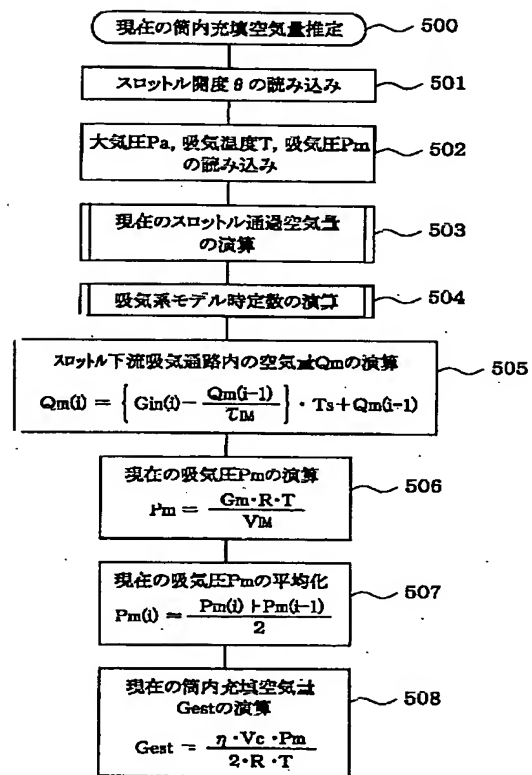 現在の筒内充填空気量推定
500
スロットル開度θの読み込み
501
大気圧Pa, 吸気温度T, 吸気圧Pm
の読み込み
502
現在のスロットル通過空気量
の演算
503
吸気系モデル時定数の演算
504
スロットル下流吸気通路内の空気量Qmの演算
505
Qm(i) = { Gin(i) − Qm(i-1) / τIM } · Ts + Qm(i-1)
現在の吸気圧Pmの演算
506
Pm = Gm·R·T / VIM
現在の吸気圧Pmの平均化
507
Pm(i) = Pm(i) + Pm(i-1) / 2
現在の筒内充填空気量
Gestの演算
508
Gest = η·Vc·Pm / 2·R·T